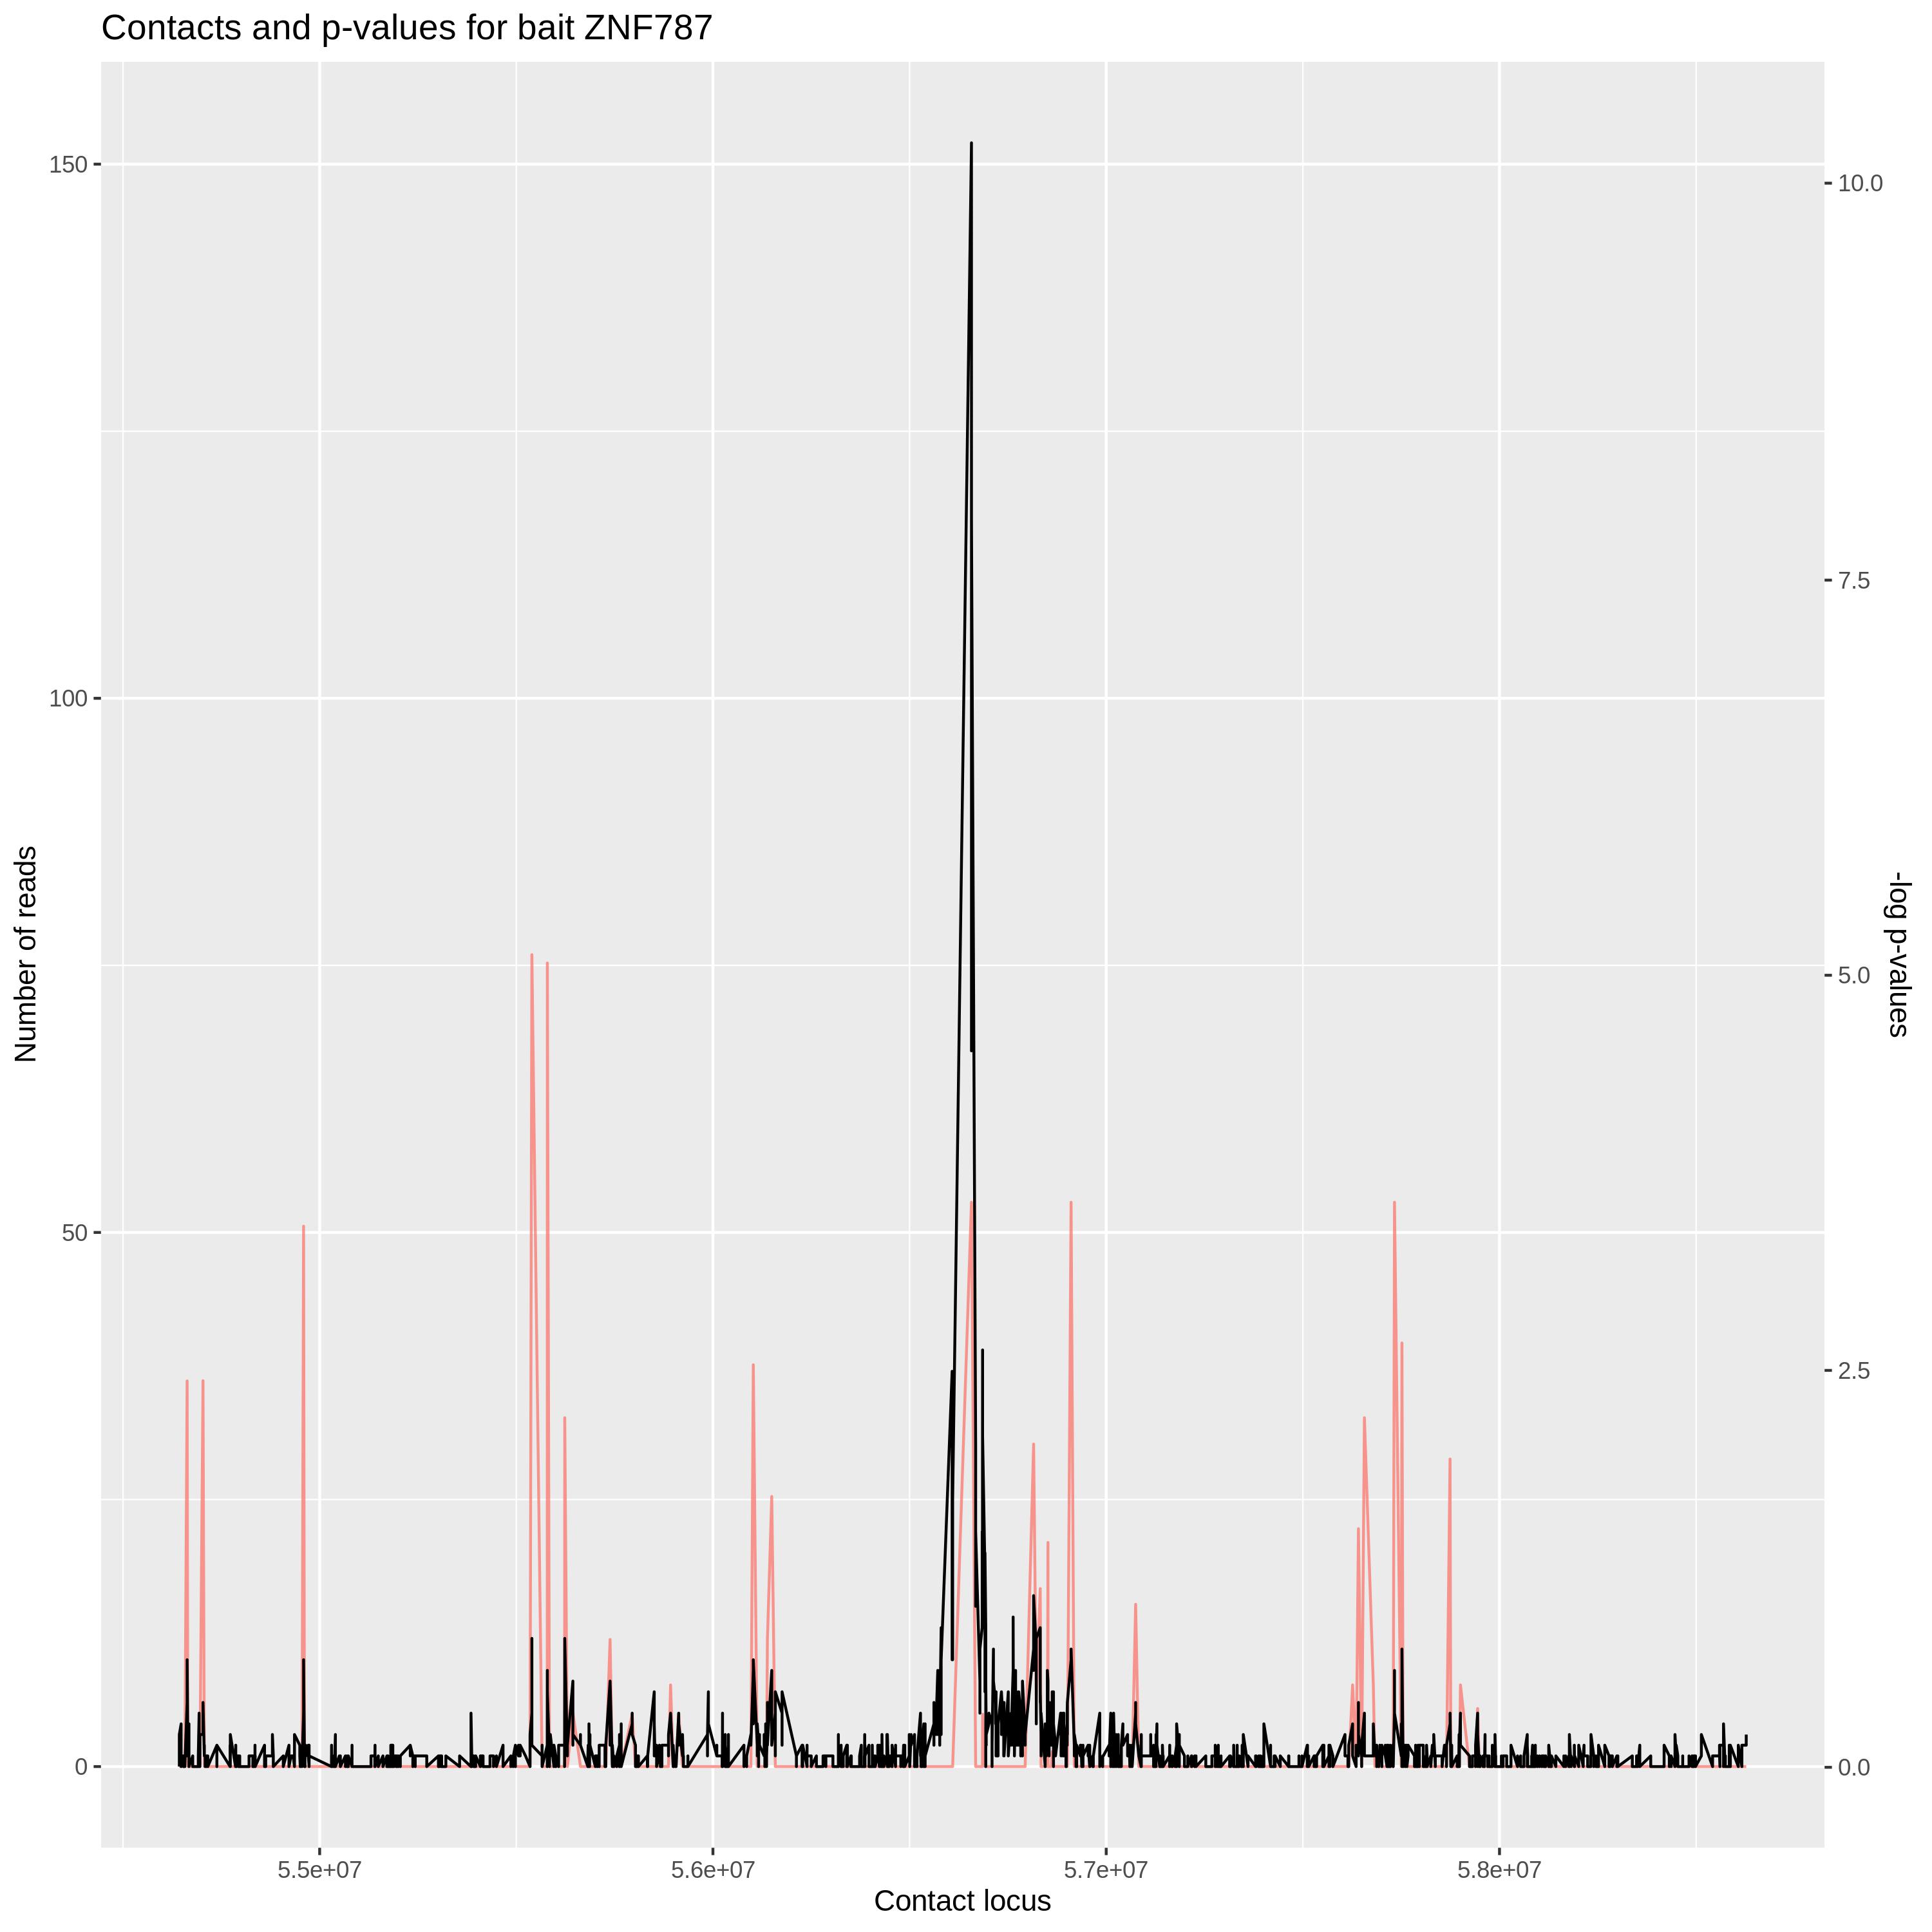 Contacts and p-values for bait ZNF787
150
100
50
0
Number of reads
10.0
7.5
5.0
2.5
0.0
-log p-values
5.5e+07
5.6e+07
5.7e+07
5.8e+07
Contact locus